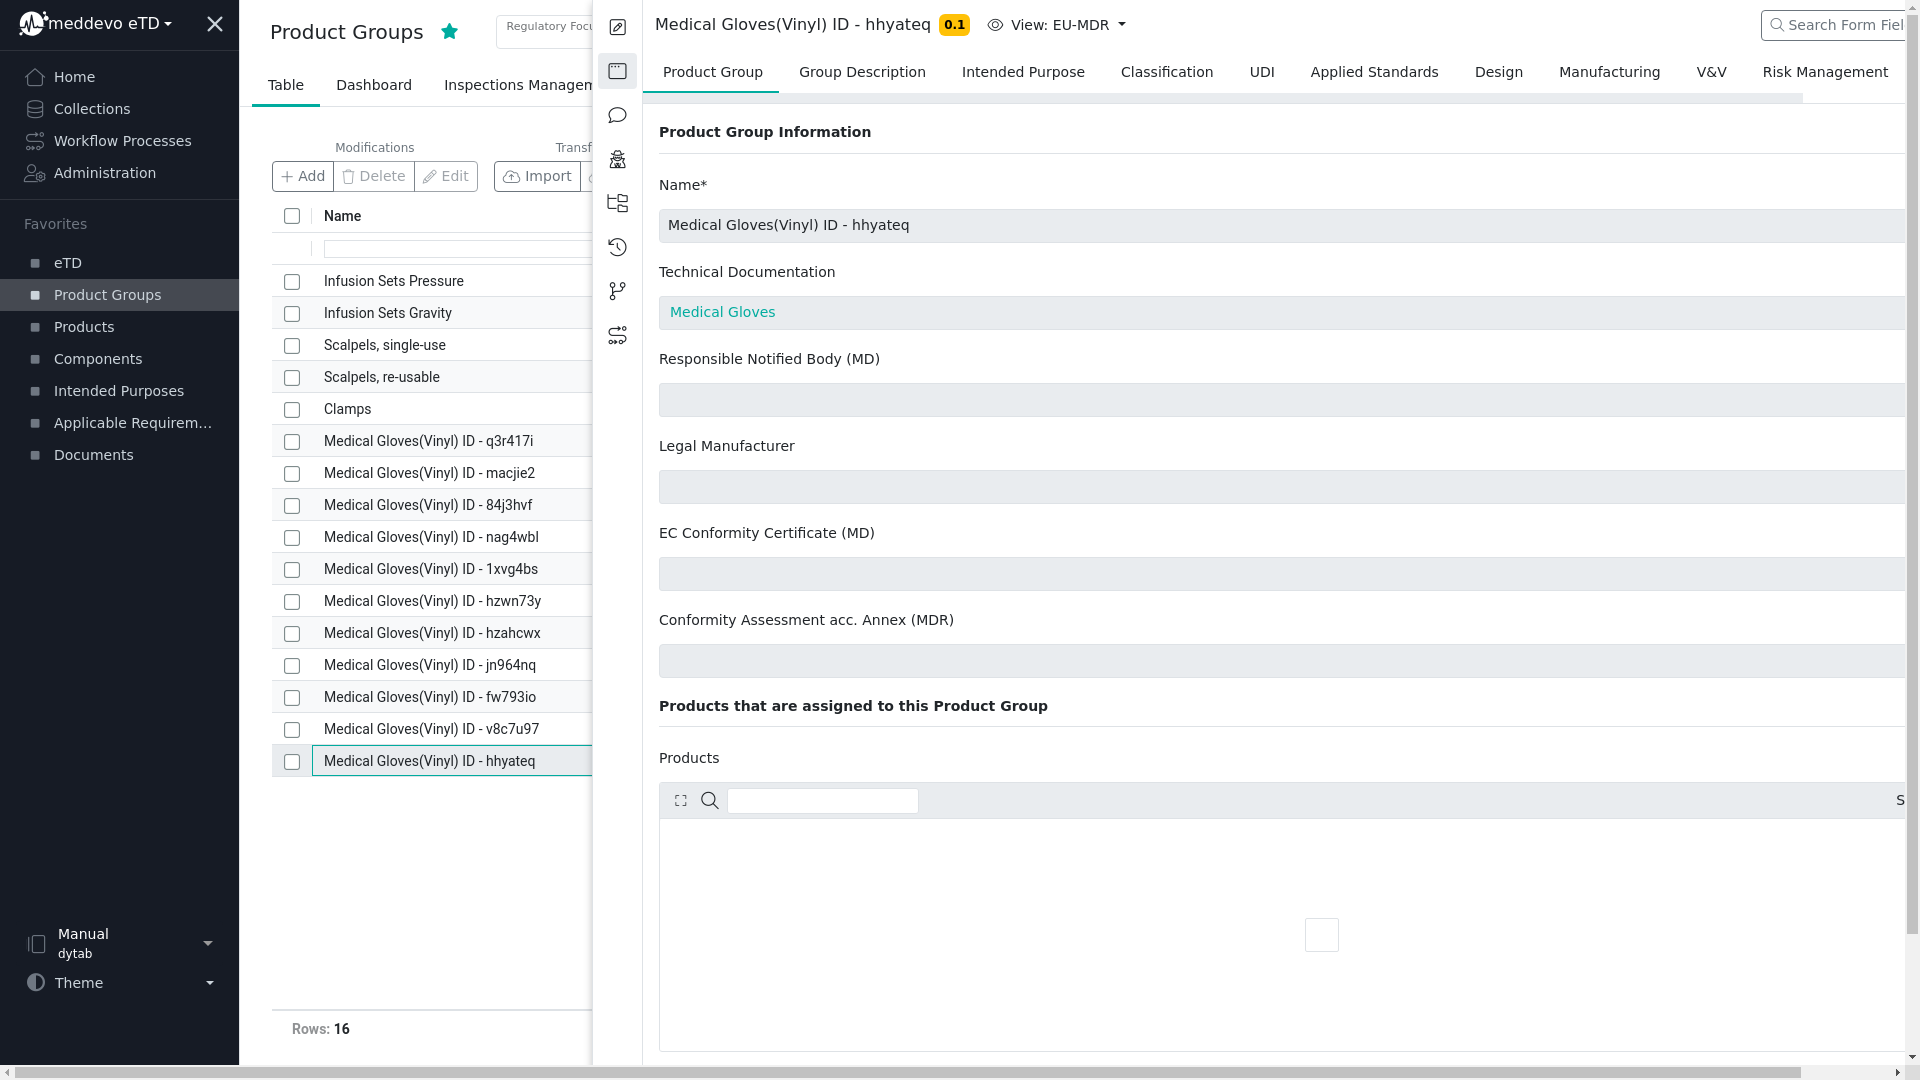 meddevo eTD
Home
Collections
Workflow Processes
Administration
Favorites
eTD
Product Groups
Products
Components
Intended Purposes
Applicable Requirem...
Documents
Manual
dytab
Theme
Product Groups
Regulatory Focu
Table
Dashboard
Inspections Managem
Modifications
Transf
Add
Delete
Edit
Import
Name
Infusion Sets Pressure
Infusion Sets Gravity
Scalpels, single-use
Scalpels, re-usable
Clamps
Medical Gloves(Vinyl) ID - q3r417i
Medical Gloves(Vinyl) ID - macjie2
Medical Gloves(Vinyl) ID - 84j3hvf
Medical Gloves(Vinyl) ID - nag4wbl
Medical Gloves(Vinyl) ID - 1xvg4bs
Medical Gloves(Vinyl) ID - hzwn73y
Medical Gloves(Vinyl) ID - hzahcwx
Medical Gloves(Vinyl) ID - jn964nq
Medical Gloves(Vinyl) ID - fw793io
Medical Gloves(Vinyl) ID - v8c7u97
Medical Gloves(Vinyl) ID - hhyateq
Rows: 16
Medical Gloves(Vinyl) ID - hhyateq 0.1 View: EU-MDR
Search Form Fiel
Product Group
Group Description
Intended Purpose
Classification
UDI
Applied Standards
Design
Manufacturing
V&V
Risk Management
Product Group Information
Name*
Medical Gloves(Vinyl) ID - hhyateq
Technical Documentation
Medical Gloves
Responsible Notified Body (MD)
Legal Manufacturer
EC Conformity Certificate (MD)
Conformity Assessment acc. Annex (MDR)
Products that are assigned to this Product Group
Products
S